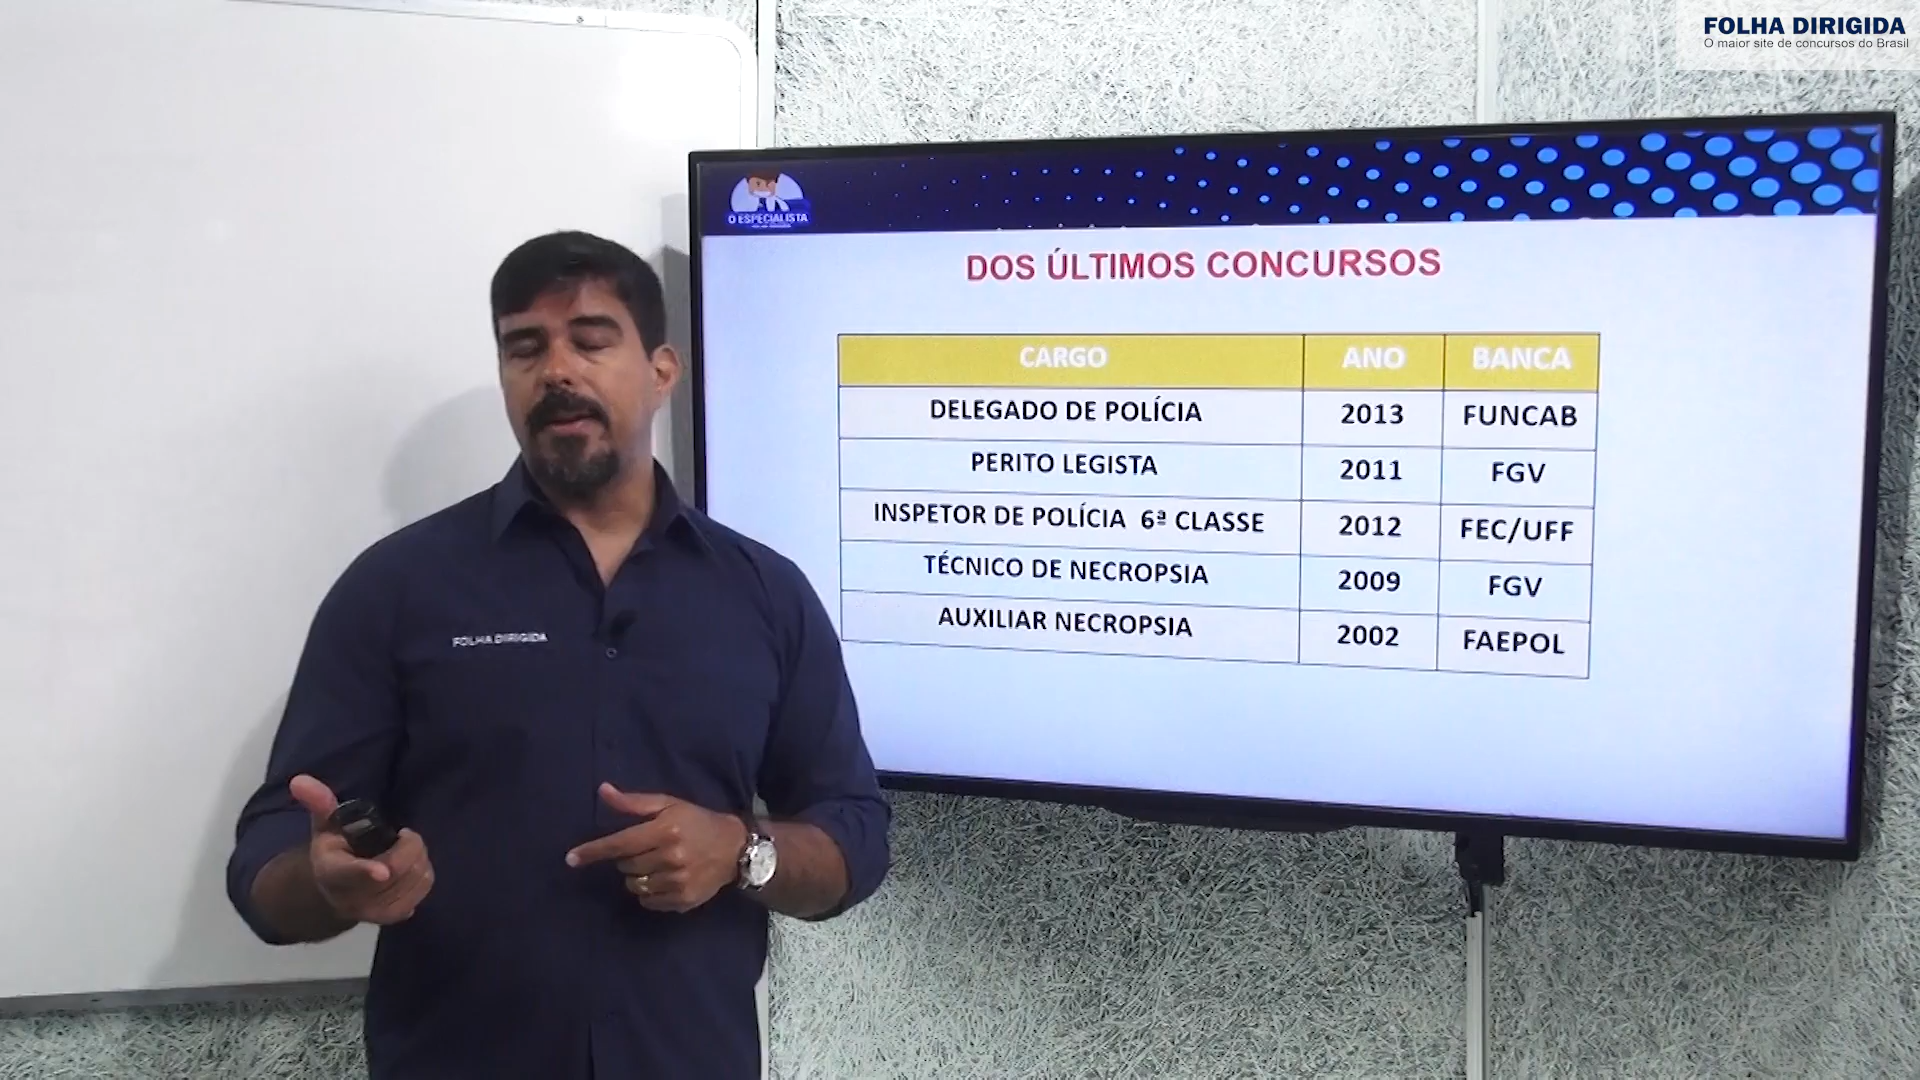 FOLHA DIRIGIDA
O maior site de concursos do Brasil
O ESPECIALISTA
DOS ÚLTIMOS CONCURSOS
CARGO ANO BANCA
DELEGADO DE POLÍCIA 2013 FUNCAB
PERITO LEGISTA 2011 FGV
INSPETOR DE POLÍCIA 6ª CLASSE 2012 FEC/UFF
TÉCNICO DE NECROPSIA 2009 FGV
AUXILIAR NECROPSIA 2002 FAEPOL
FOLHA DIRIGIDA